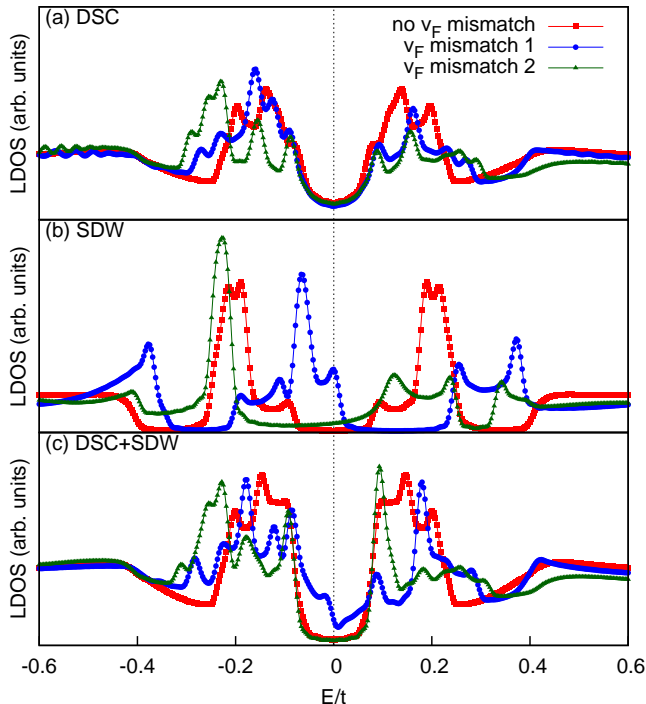 (a) DSC
no v_F mismatch
v_F mismatch 1
v_F mismatch 2
LDOS (arb. units)
(b) SDW
LDOS (arb. units)
(c) DSC+SDW
LDOS (arb. units)
-0.6 -0.4 -0.2 0 0.2 0.4 0.6
E/t